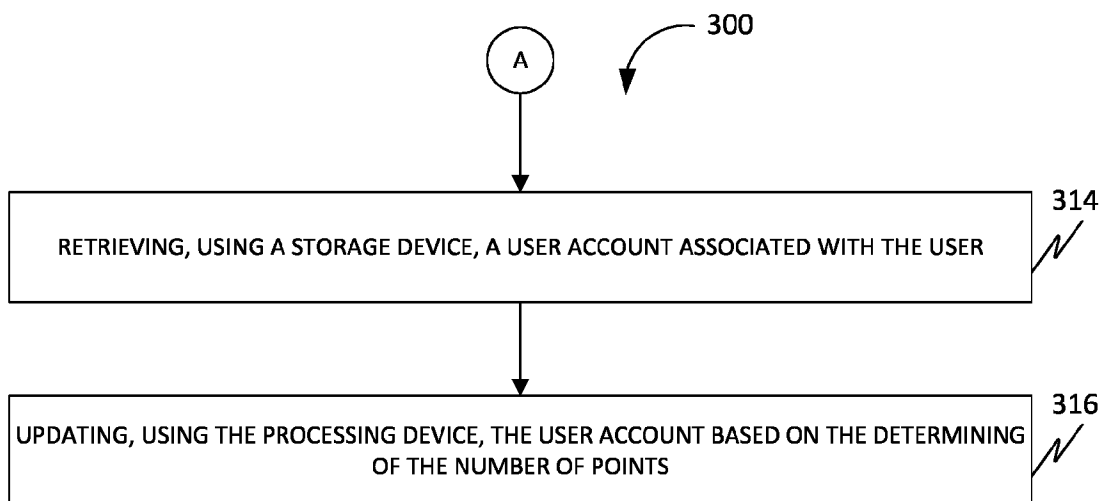 300
A
314
RETRIEVING, USING A STORAGE DEVICE, A USER ACCOUNT ASSOCIATED WITH THE USER
316
UPDATING, USING THE PROCESSING DEVICE, THE USER ACCOUNT BASED ON THE DETERMINING
OF THE NUMBER OF POINTS